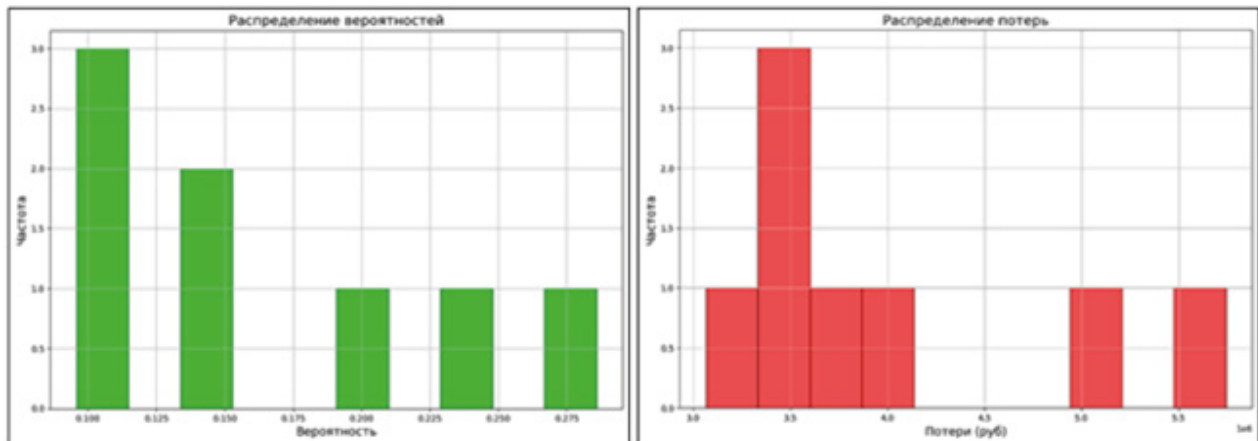 Распределение вероятностей
3.0
2.5
2.0
1.5
1.0
0.5
0.0
Частота
0.100 0.125 0.150 0.175 0.200 0.225 0.250 0.275
Вероятность
Распределение потерь
3.0
2.5
2.0
1.5
1.0
0.5
0.0
Частота
3.0 3.5 4.0 4.5 5.0 5.5
1e6
Потери (руб)